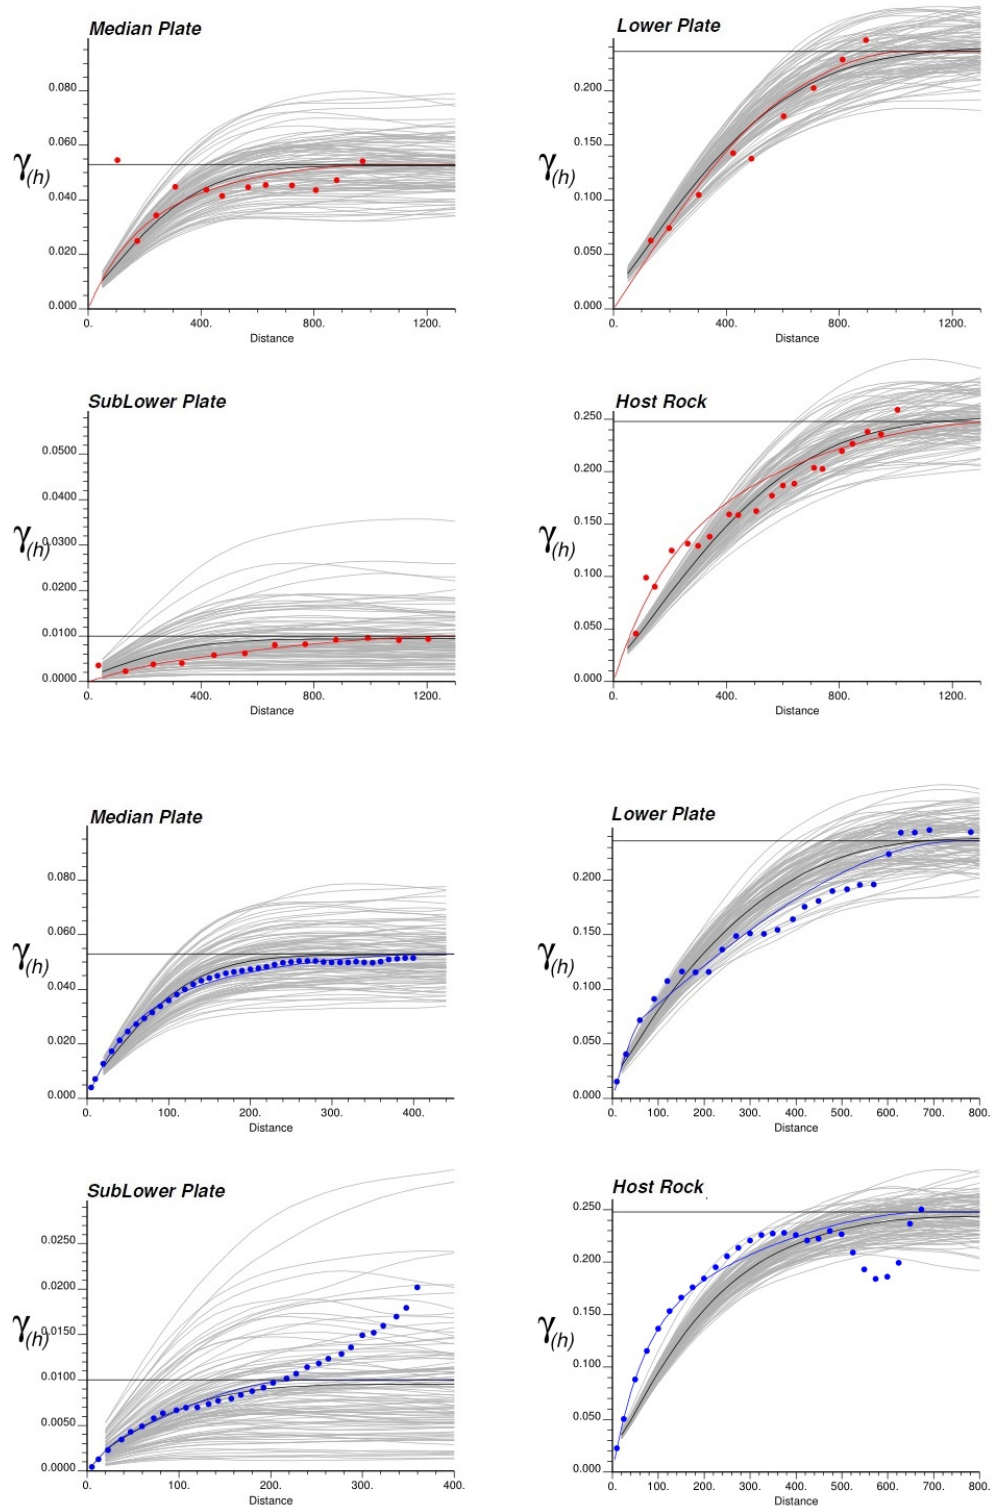 Median Plate
γ(h)
0.080
0.060
0.040
0.020
0.000
0. 400. 800. 1200.
Distance
Lower Plate
γ(h)
0.200
0.150
0.100
0.050
0.000
0. 400. 800. 1200.
Distance
SubLower Plate
γ(h)
0.0500
0.0400
0.0300
0.0200
0.0100
0.0000
0. 400. 800. 1200.
Distance
Host Rock
γ(h)
0.250
0.200
0.150
0.100
0.050
0.000
0. 400. 800. 1200.
Distance
Median Plate
γ(h)
0.080
0.060
0.040
0.020
0.000
0. 100. 200. 300. 400.
Distance
Lower Plate
γ(h)
0.200
0.150
0.100
0.050
0.000
0. 100. 200. 300. 400. 500. 600. 700. 800.
Distance
SubLower Plate
γ(h)
0.0250
0.0200
0.0150
0.0100
0.0050
0.0000
0. 100. 200. 300. 400.
Distance
Host Rock
γ(h)
0.250
0.200
0.150
0.100
0.050
0.000
0. 100. 200. 300. 400. 500. 600. 700. 800.
Distance